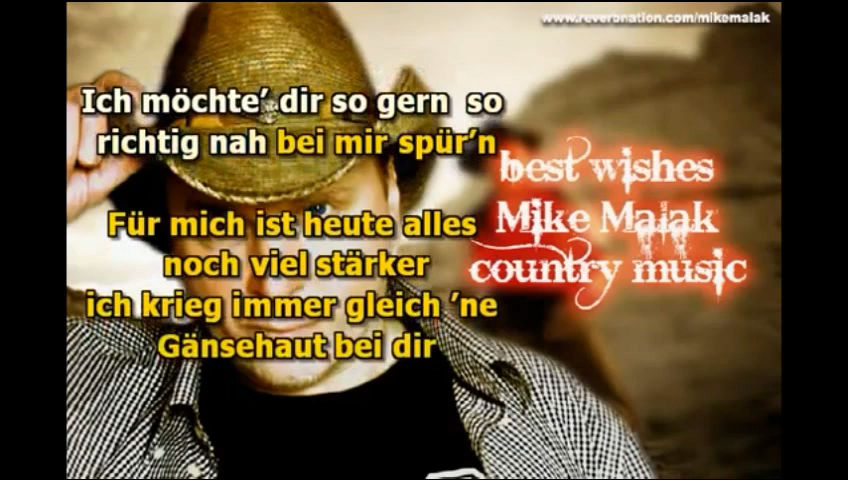 www.reverbnation.com/mikemalak
Ich möchte’ dir so gern so
richtig nah bei mir spür’n
Für mich ist heute alles
noch viel stärker
ich krieg immer gleich ’ne
Gänsehaut bei dir
best wishes
Mike Malak
country music